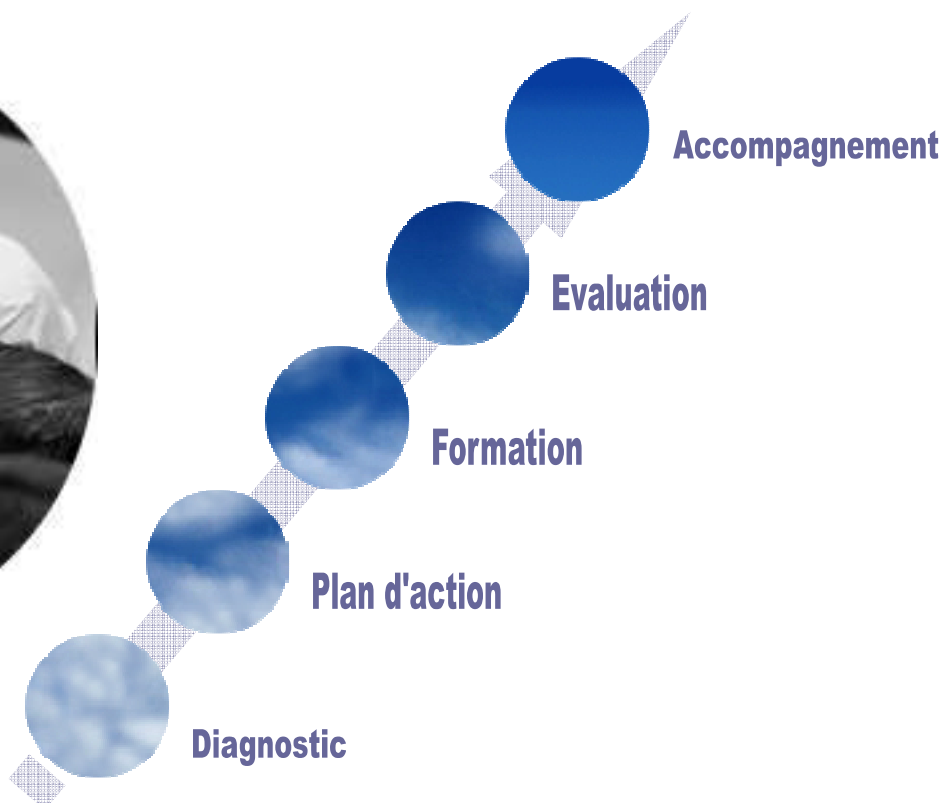 Accompagnement
Evaluation
Formation
Plan d'action
Diagnostic